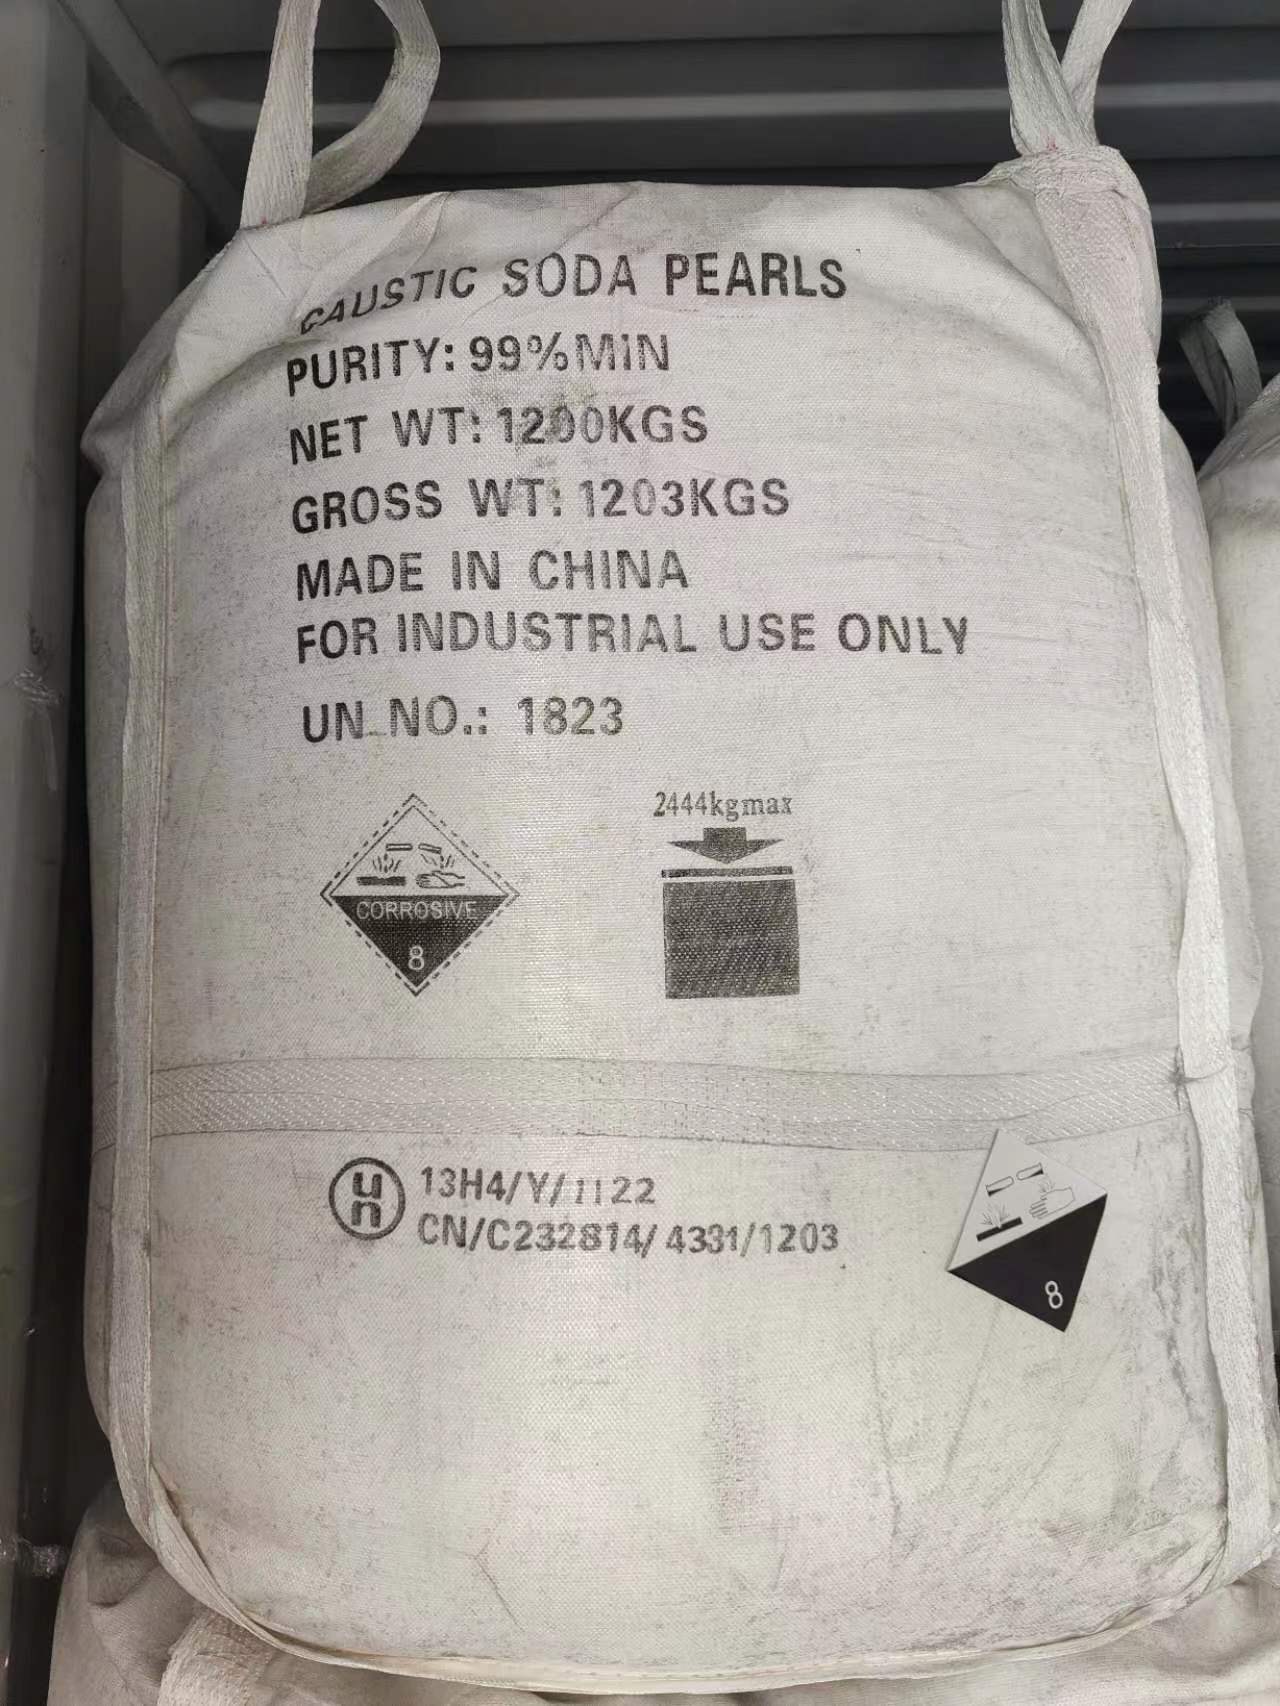 CAUSTIC SODA PEARLS
PURITY: 99%MIN
NET WT: 1200KGS
GROSS WT: 1203KGS
MADE IN CHINA
FOR INDUSTRIAL USE ONLY
UN NO.: 1823
2444kgmax
CORROSIVE
8
un
13H4/Y/1122
CN/C232814/4331/1203
8